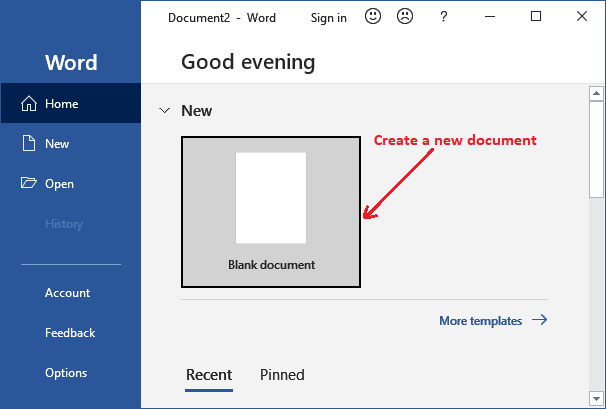 Document2 - Word Sign in ?
Word
Good evening
Home
New
New
Create a new document
Open
History
Blank document
Account
More templates
Feedback
Options
Recent Pinned